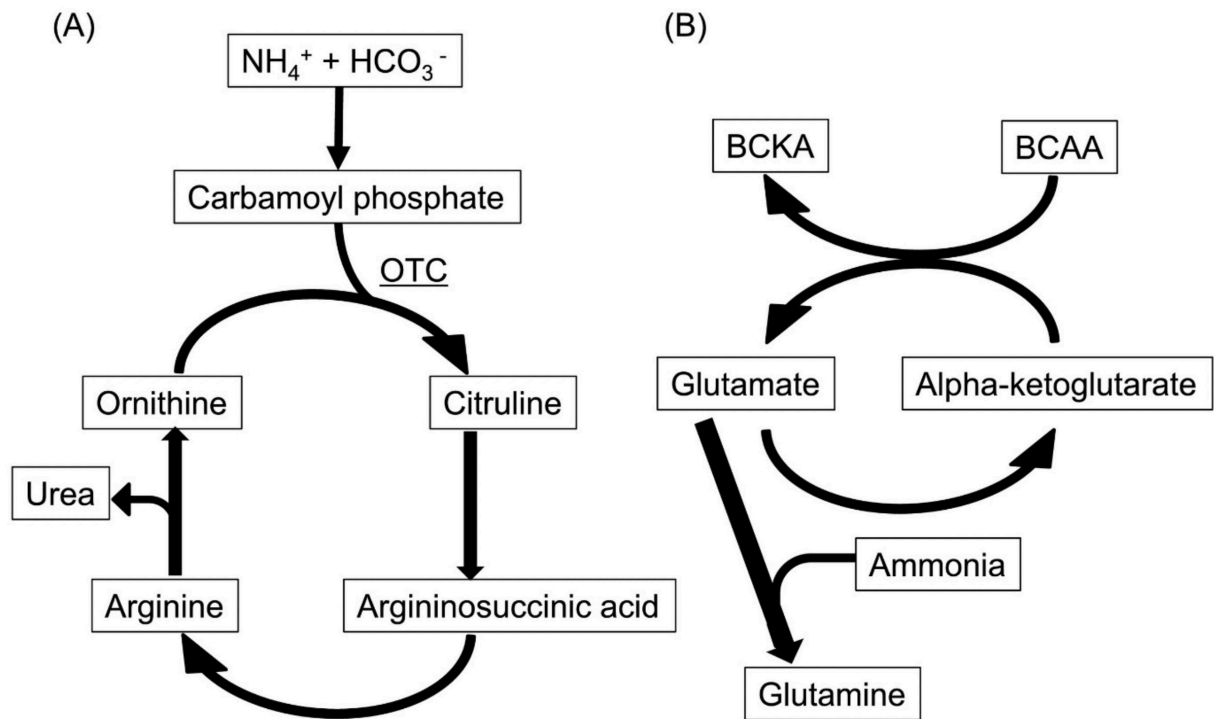 (A)
NH₄⁺ + HCO₃⁻
Carbamoyl phosphate
OTC
Ornithine
Citruline
Urea
Arginine
Argininosuccinic acid
(B)
BCKA
BCAA
Glutamate
Alpha-ketoglutarate
Ammonia
Glutamine